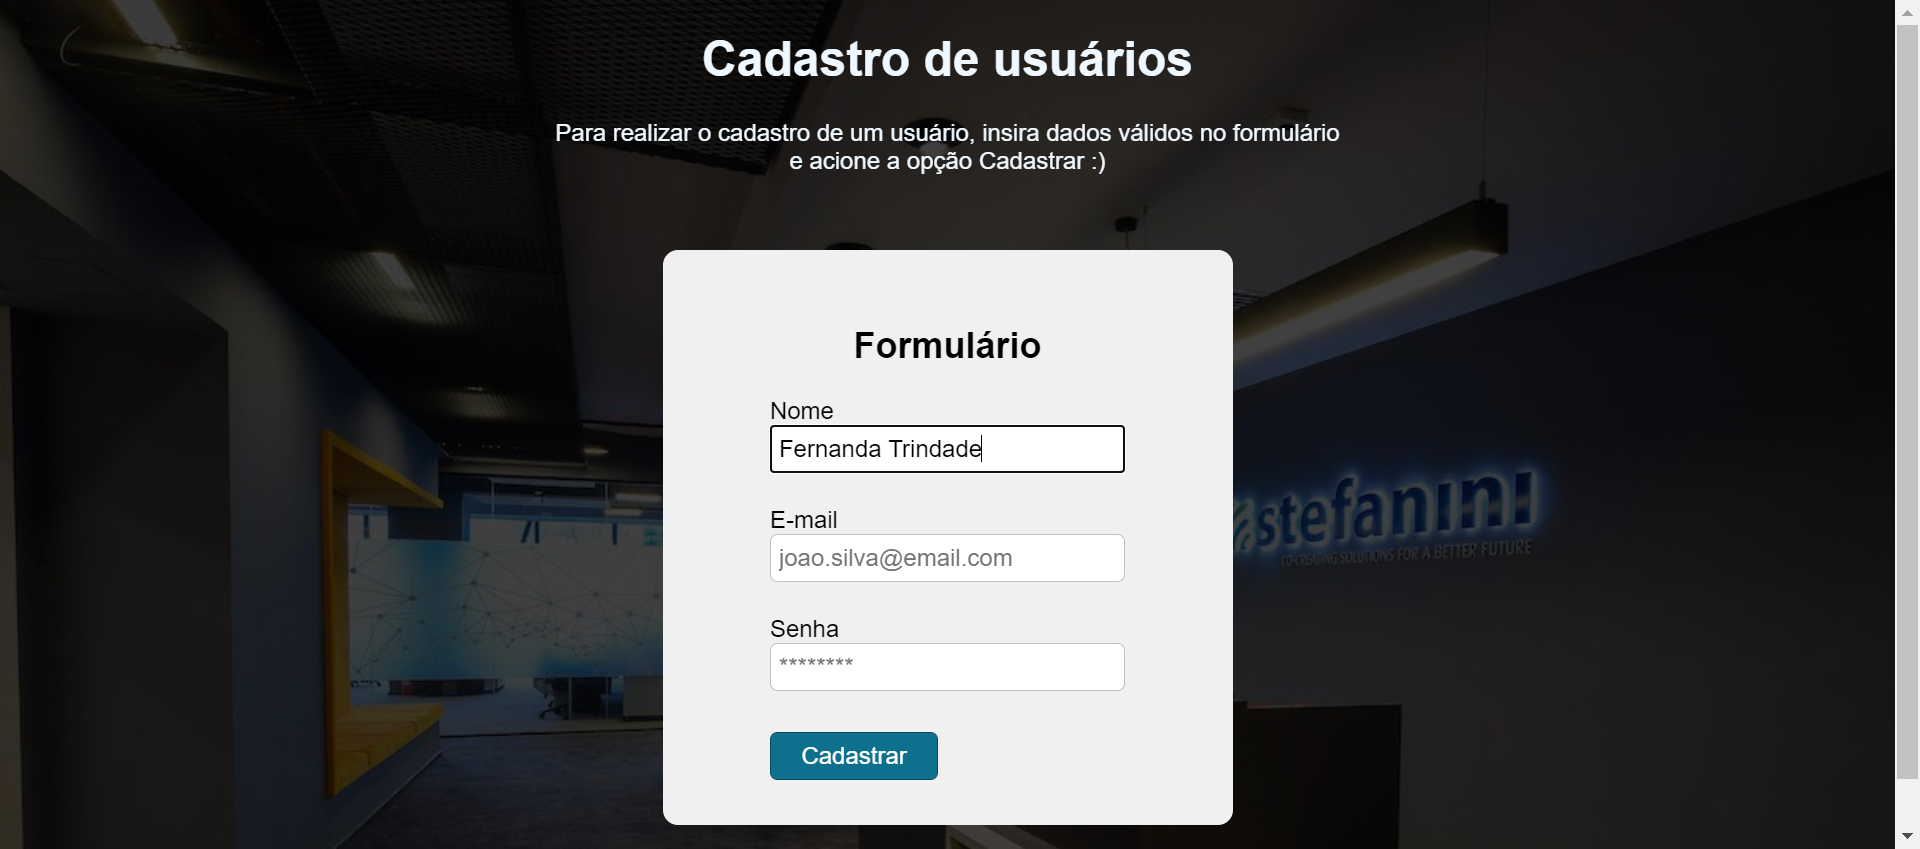 Cadastro de usuários
Para realizar o cadastro de um usuário, insira dados válidos no formulário
e acione a opção Cadastrar :)
Formulário
Nome
Fernanda Trindade
E-mail
joao.silva@email.com
Senha
********
Cadastrar
stefanini
CO-CREATING SOLUTIONS FOR A BETTER FUTURE